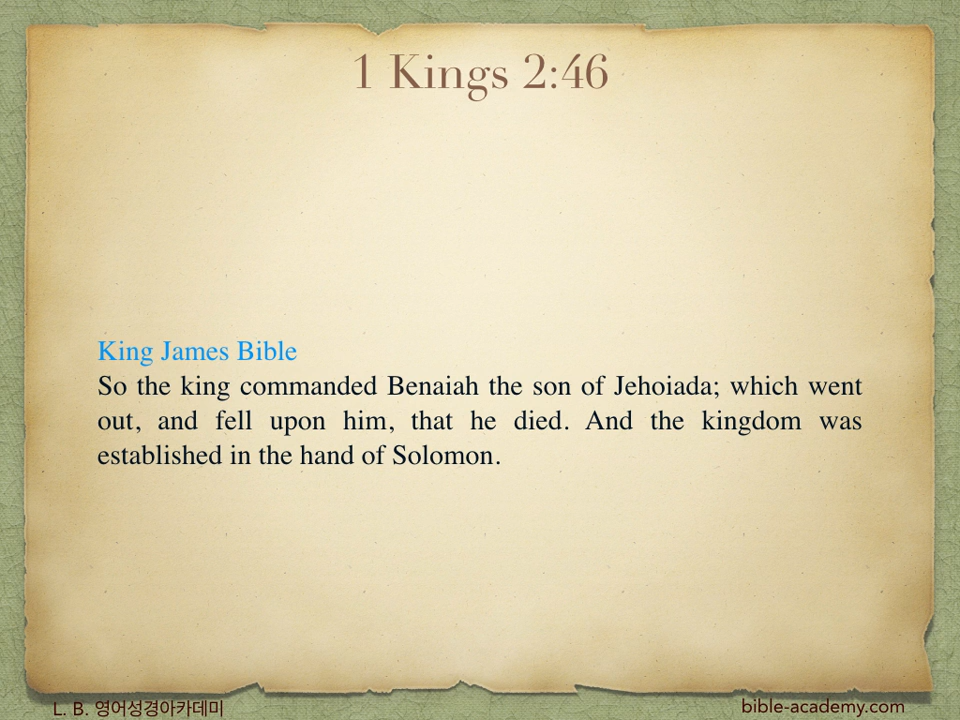 1 Kings 2:46
King James Bible
So the king commanded Benaiah the son of Jehoiada; which went
out, and fell upon him, that he died. And the kingdom was
established in the hand of Solomon.
L. B. 영어성경아카데미
bible-academy.com